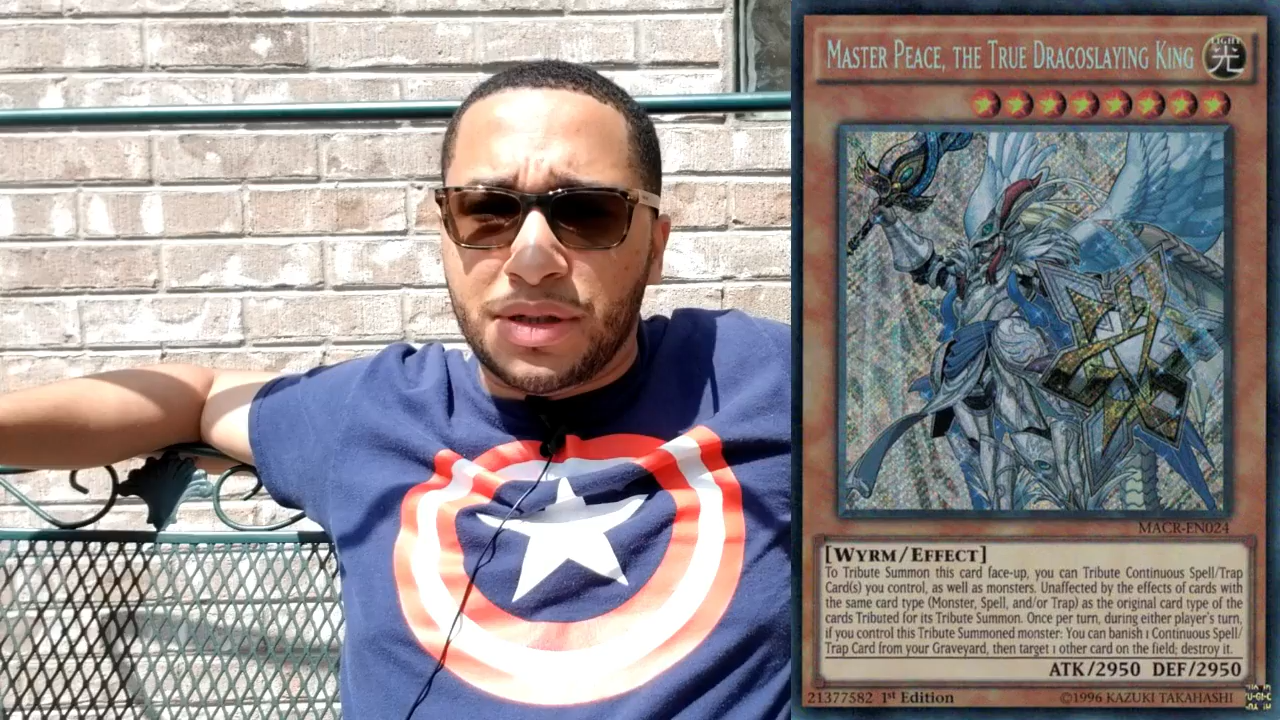 MASTER PEACE, THE TRUE DRACOSLAYING KING
LIGHT
光
MACR-EN024
[WYRM/EFFECT]
To Tribute Summon this card face-up, you can Tribute Continuous Spell/Trap
Card(s) you control, as well as monsters. Unaffected by the effects of cards with
the same card type (Monster, Spell, and/or Trap) as the original card type of the
cards Tributed for its Tribute Summon. Once per turn, during either player's turn,
if you control this Tribute Summoned monster: You can banish 1 Continuous Spell/
Trap Card from your Graveyard, then target 1 other card on the field; destroy it.
ATK/2950 DEF/2950
21377582 1st Edition ©1996 KAZUKI TAKAHASHI